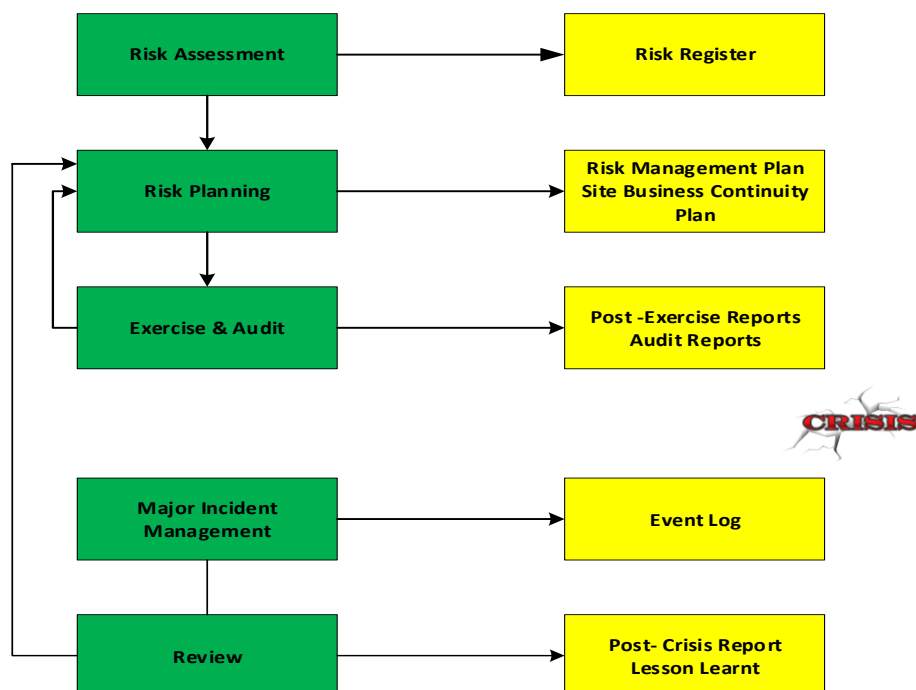 Risk Assessment
Risk Register
Risk Planning
Risk Management Plan
Site Business Continuity
Plan
Exercise & Audit
Post -Exercise Reports
Audit Reports
CRISIS
Major Incident
Management
Event Log
Review
Post- Crisis Report
Lesson Learnt